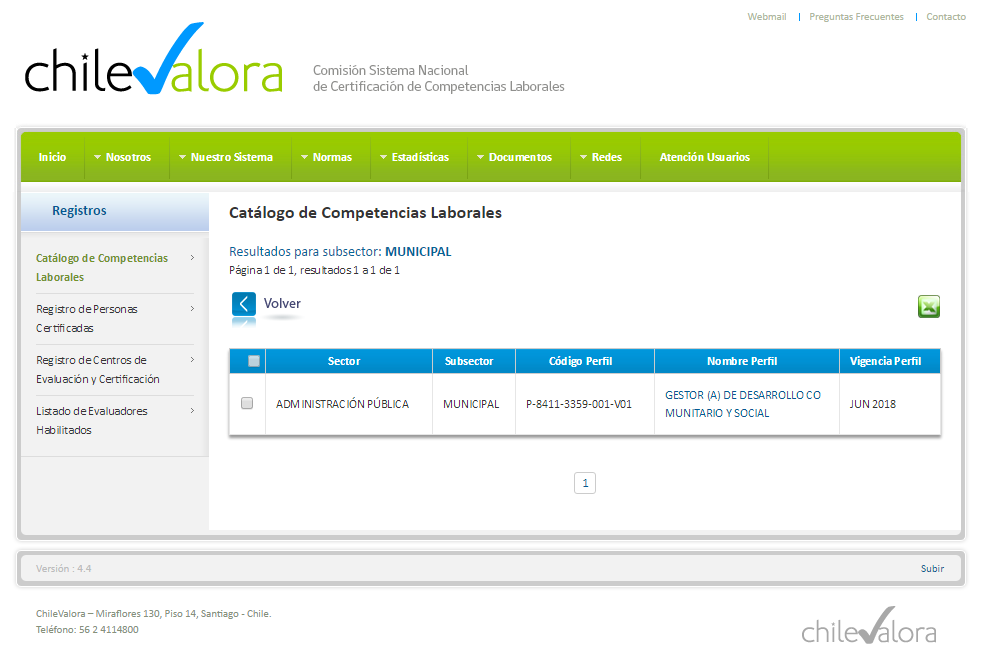 Webmail | Preguntas Frecuentes | Contacto
chilevalora
Comisión Sistema Nacional
de Certificación de Competencias Laborales
Inicio Nosotros Nuestro Sistema Normas Estadísticas Documentos Redes Atención Usuarios
Registros
Catálogo de Competencias
Laborales
Registro de Personas
Certificadas
Registro de Centros de
Evaluación y Certificación
Listado de Evaluadores
Habilitados
Catálogo de Competencias Laborales
Resultados para subsector: MUNICIPAL
Página 1 de 1, resultados 1 a 1 de 1
Volver
Sector Subsector Código Perfil Nombre Perfil Vigencia Perfil
ADMINISTRACIÓN PÚBLICA MUNICIPAL P-8411-3359-001-V01 GESTOR (A) DE DESARROLLO CO
MUNITARIO Y SOCIAL JUN 2018
1
Versión : 4.4 Subir
ChileValora – Miraflores 130, Piso 14, Santiago - Chile.
Teléfono: 56 2 4114800
chilevalora